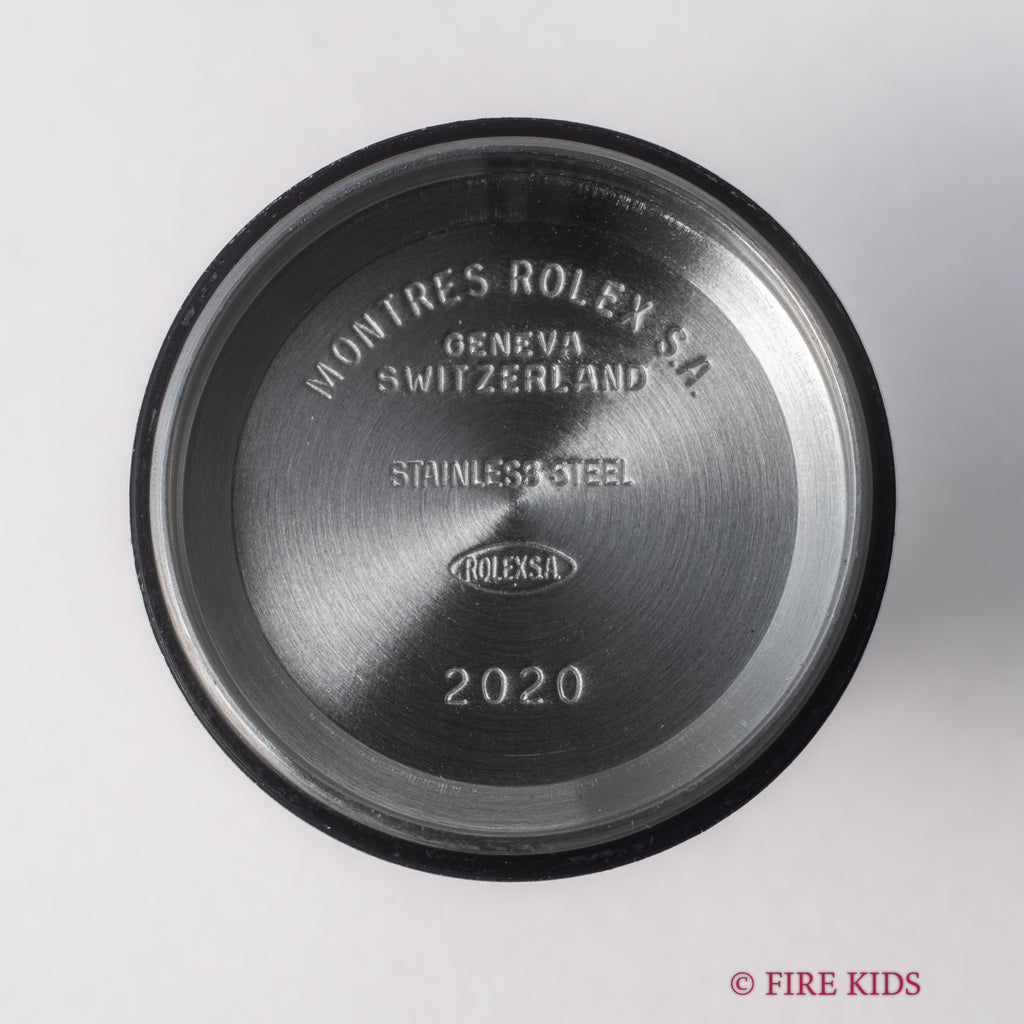 MONTRES ROLEX S.A.
GENEVA
SWITZERLAND
STAINLESS STEEL
ROLEX S.A.
2020
© FIRE KIDS